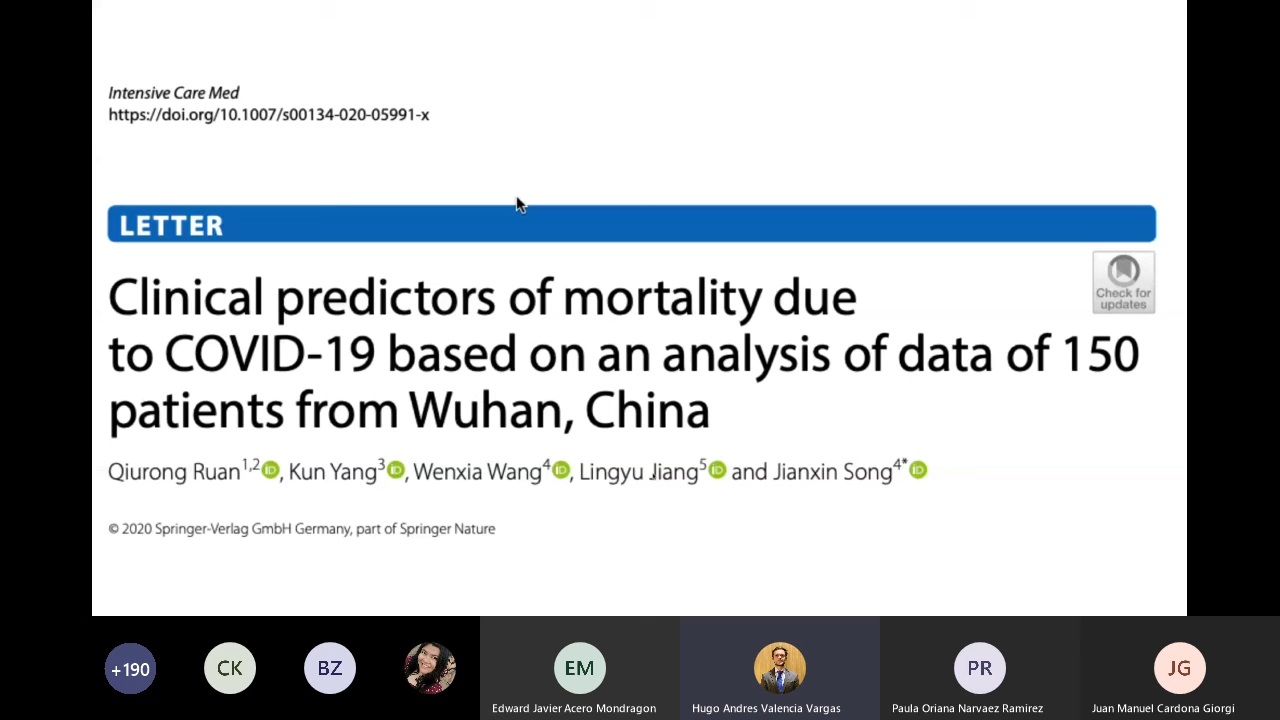 Intensive Care Med
https://doi.org/10.1007/s00134-020-05991-x
LETTER
Check for
updates
Clinical predictors of mortality due
to COVID-19 based on an analysis of data of 150
patients from Wuhan, China
Qiurong Ruan1,2, Kun Yang3, Wenxia Wang4, Lingyu Jiang5 and Jianxin Song4*
© 2020 Springer-Verlag GmbH Germany, part of Springer Nature
+190
CK
BZ
EM
PR
JG
Edward Javier Acero Mondragon
Hugo Andres Valencia Vargas
Paula Oriana Narvaez Ramirez
Juan Manuel Cardona Giorgi